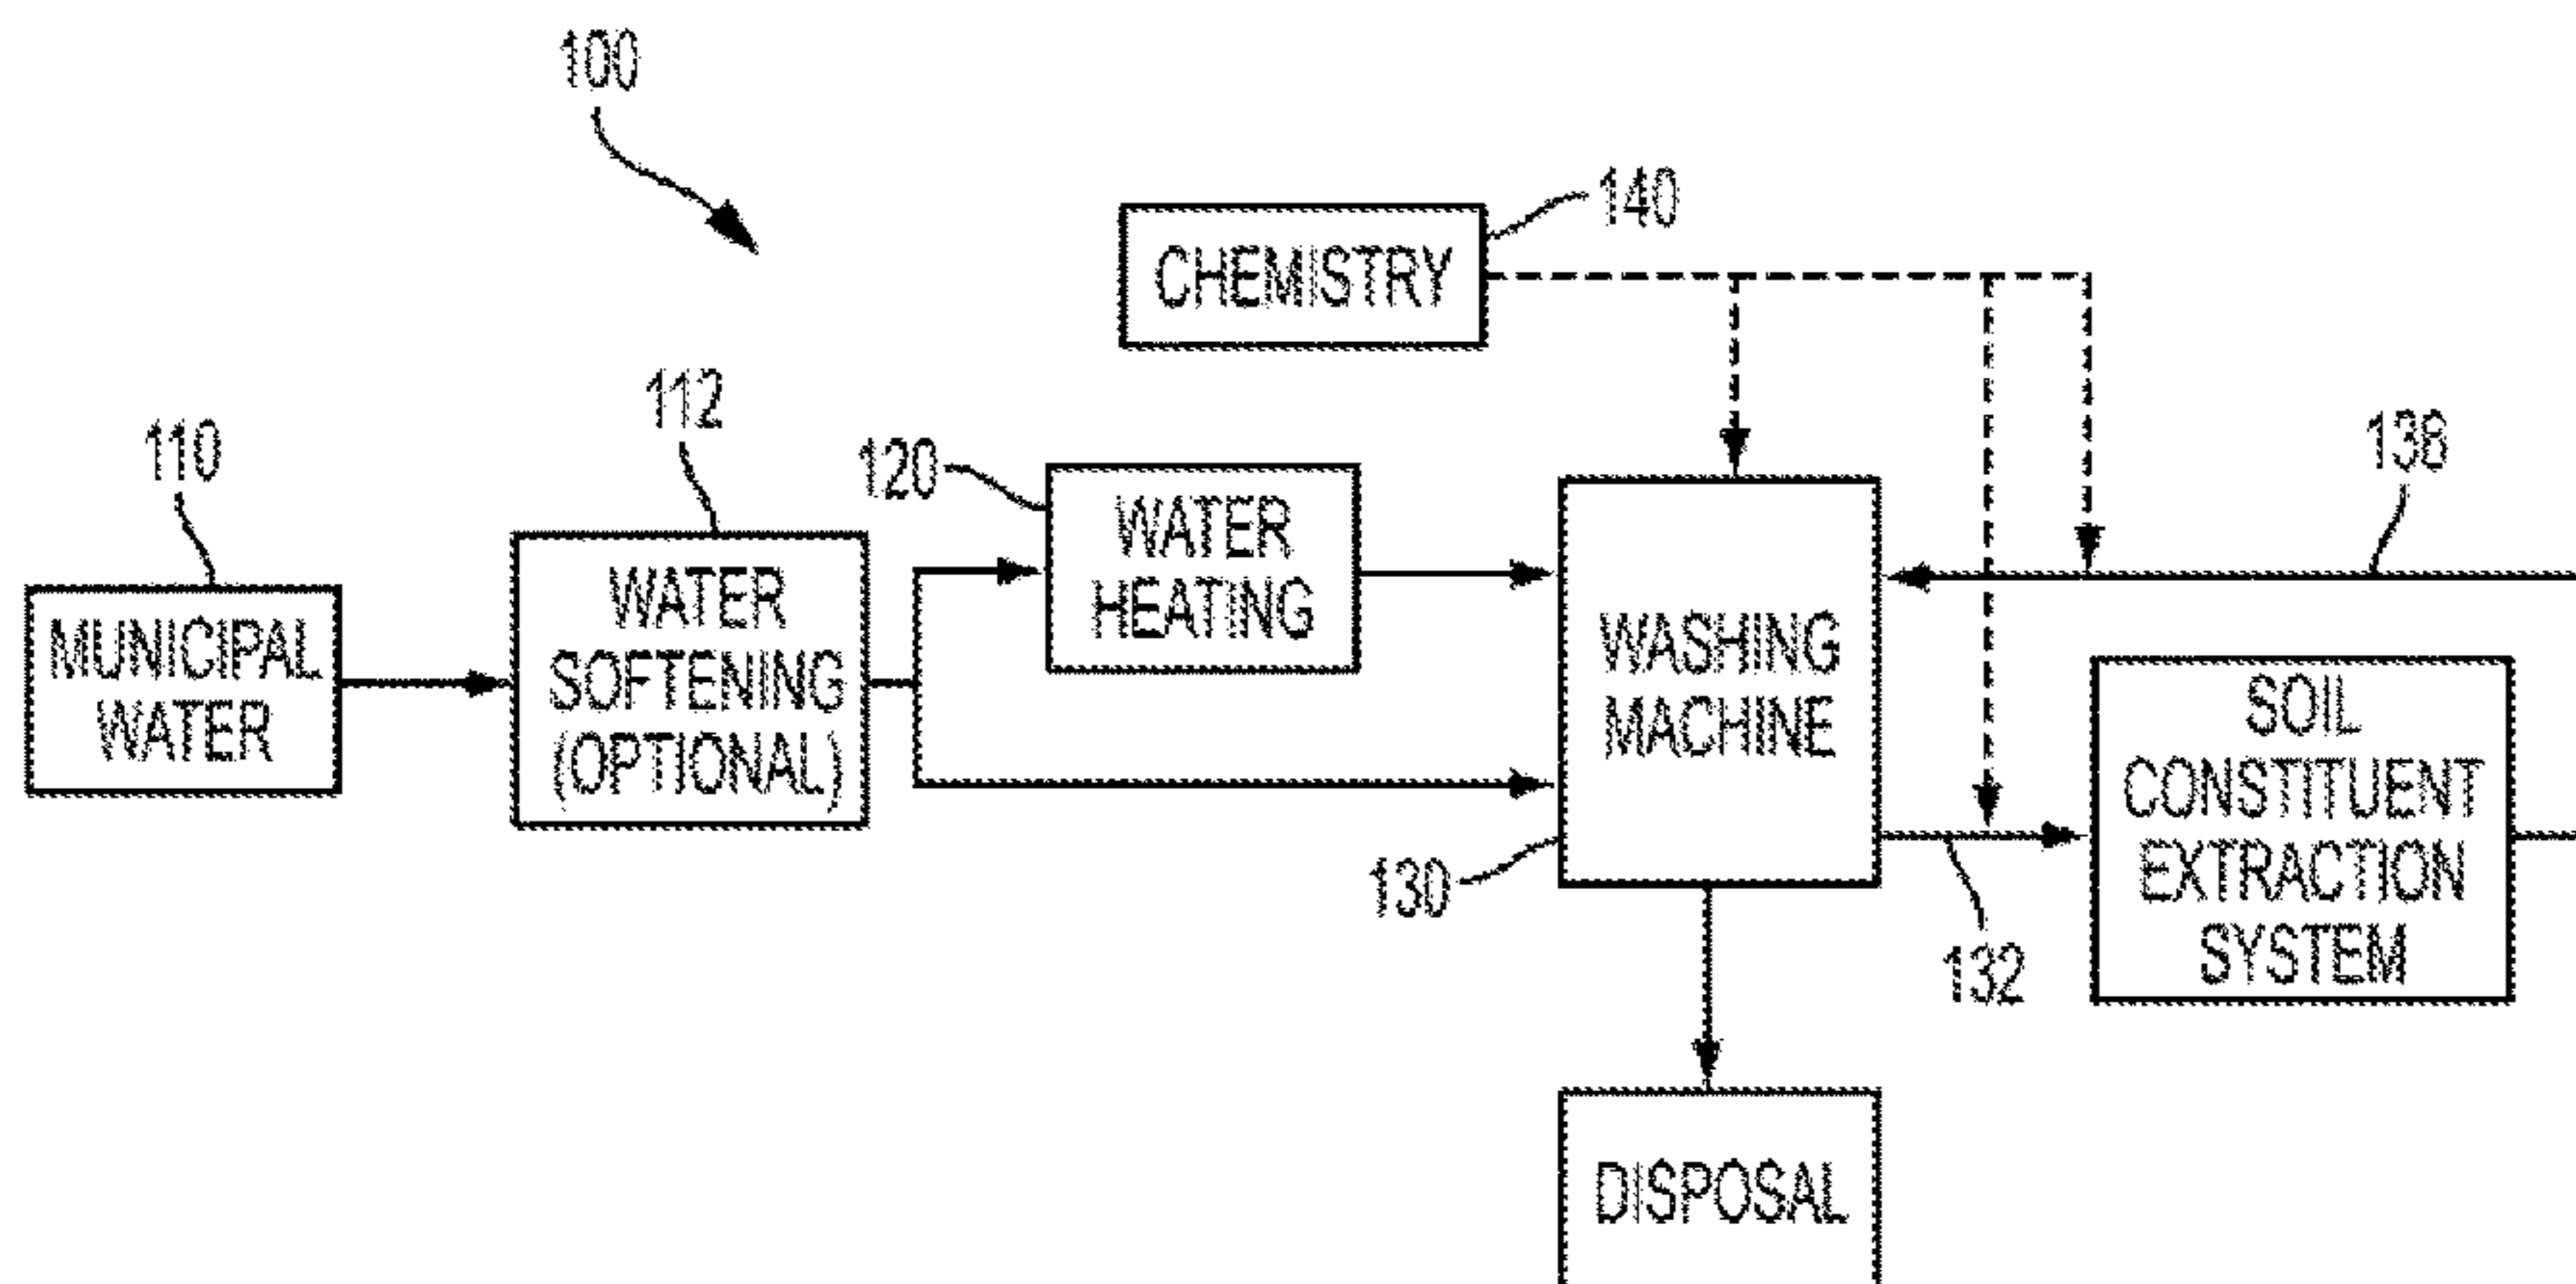 100
140
CHEMISTRY
112
110
120
138
WATER
HEATING
WATER
SOFTENING
(OPTIONAL)
MUNICIPAL
WATER
WASHING
MACHINE
SOIL
CONSTITUENT
EXTRACTION
SYSTEM
130
132
DISPOSAL